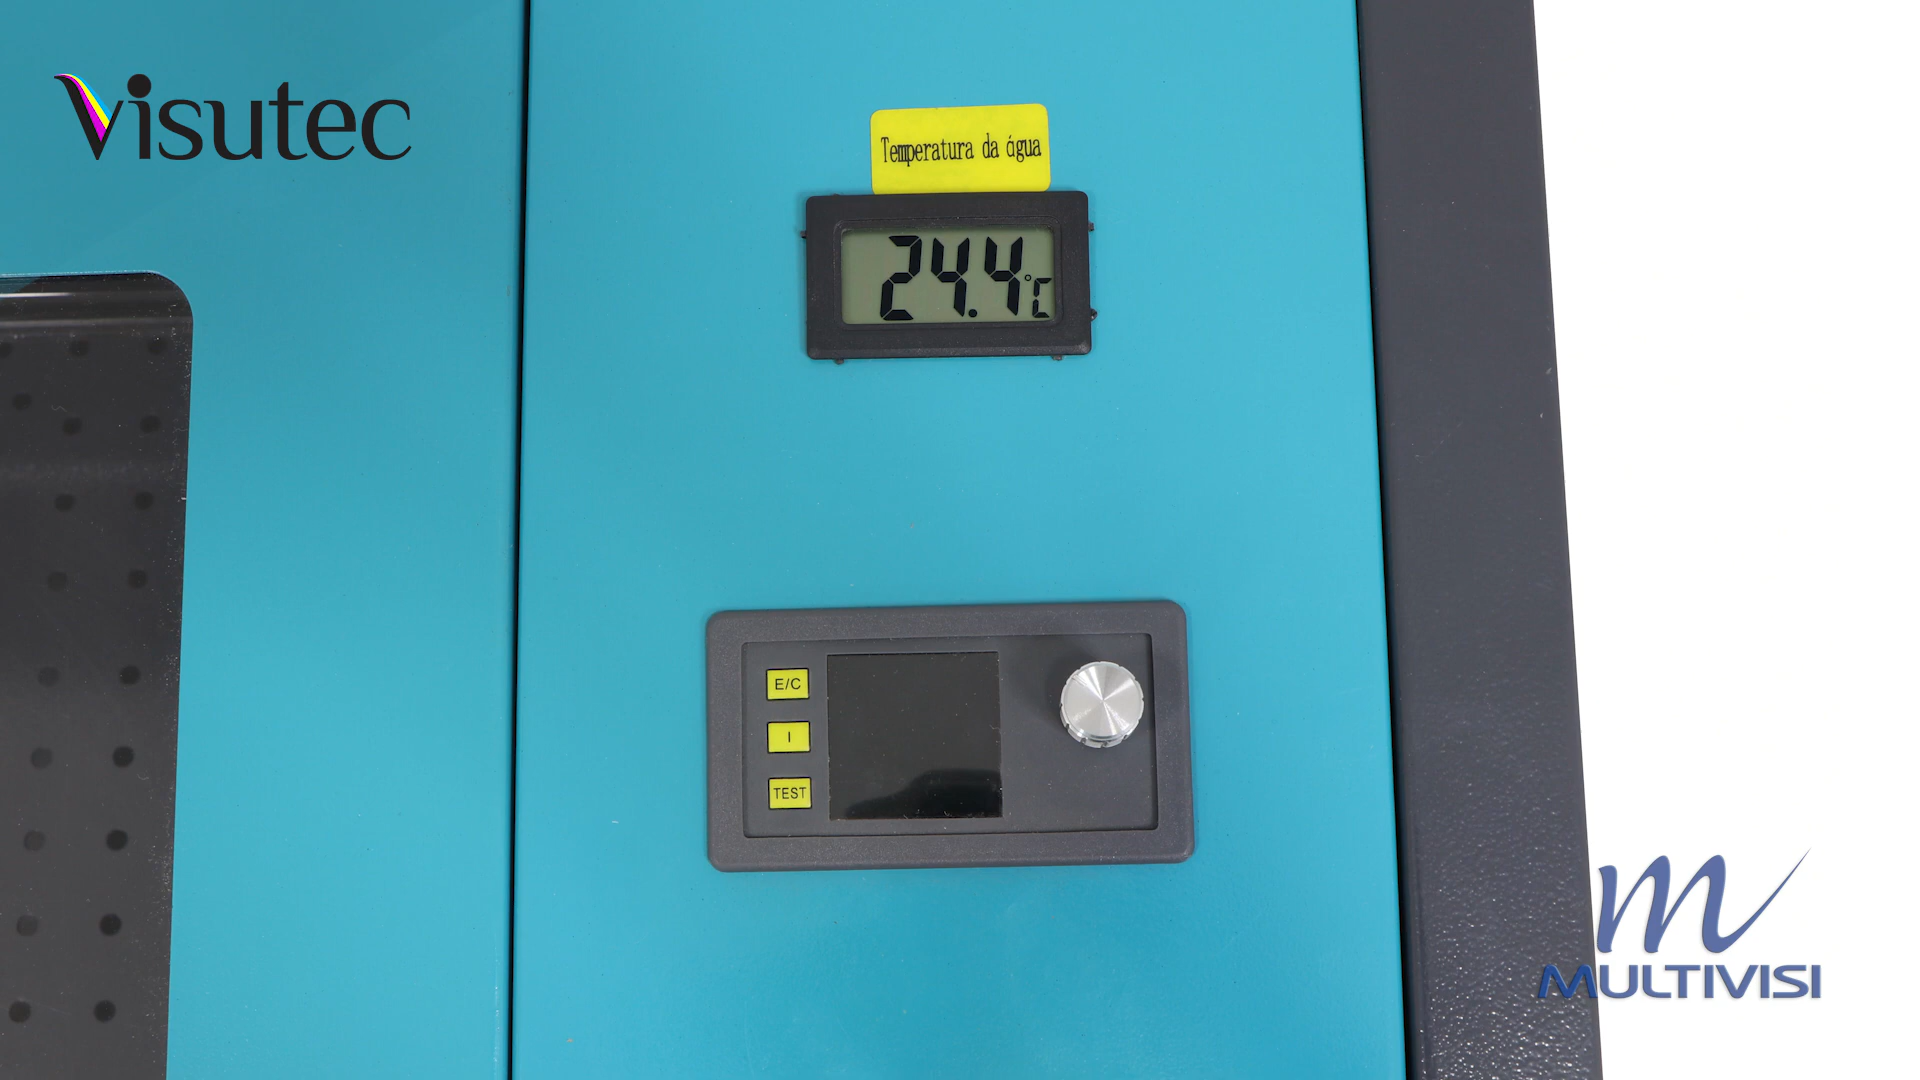 Visutec
Temperatura da água
24.4°C
E/C
I
TEST
m
MULTIVISI